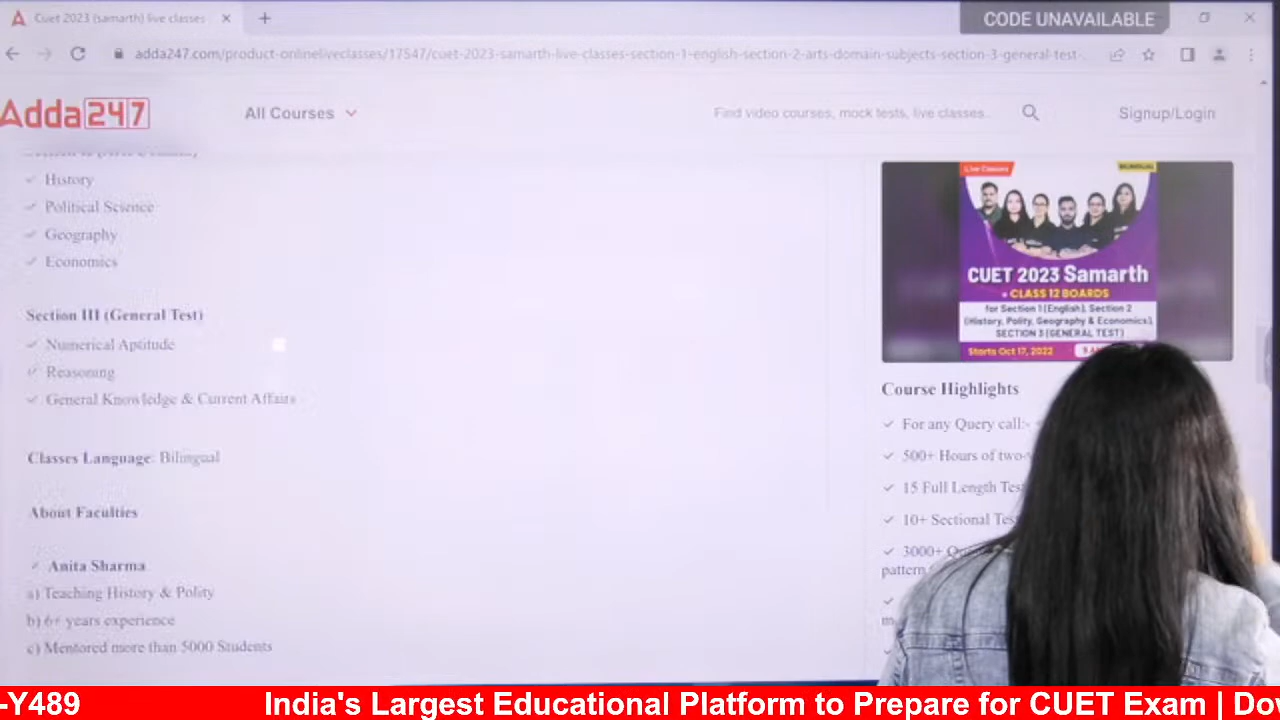 Cuet 2023 (samarth) live classes
CODE UNAVAILABLE
adda247.com/product-onlineliveclasses/17547/cuet-2023-samarth-live-classes-section-1-english-section-2-arts-domain-subjects-section-3-general-test-..
Adda247
All Courses
Find video courses, mock tests, live classes..
Signup/Login
✓ History
✓ Political Science
✓ Geography
✓ Economics
Section III (General Test)
✓ Numerical Aptitude
✓ Reasoning
✓ General Knowledge & Current Affairs
Classes Language: Bilingual
About Faculties
✓ Anita Sharma
a) Teaching History & Polity
b) 6+ years experience
c) Mentored more than 5000 Students
Live Classes
BILINGUAL
CUET 2023 Samarth
+ CLASS 12 BOARDS
for Section 1 (English), Section 2
(History, Polity, Geography & Economics),
SECTION 3 (GENERAL TEST)
Starts Oct 17, 2022
Course Highlights
✓ For any Query call:-
✓ 500+ Hours of two-
✓ 15 Full Length Tes
✓ 10+ Sectional Tes
✓ 3000+
pattern
-Y489
India's Largest Educational Platform to Prepare for CUET Exam | Dov